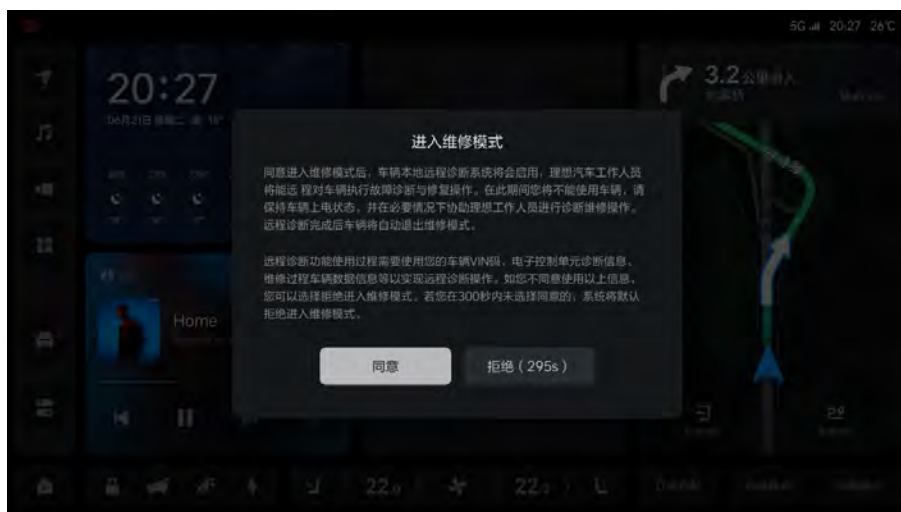 5G 20:27 26℃
20:27
3.2公里
进入维修模式
同意进入维修模式后，车辆本地远程诊断系统将会启用，理想汽车工作人员
将能远 程对车辆执行故障诊断与修复操作。在此期间您将不能使用车辆，请
保持车辆上电状态，并在必要情况下协助理想工作人员进行诊断维修操作。
远程诊断完成后车辆将自动退出维修模式。
远程诊断功能使用过程需要使用您的车辆VIN码、电子控制单元诊断信息、
维修过程车辆数据信息等以实现远程诊断操作。如您不同意使用以上信息，
您可以选择拒绝进入维修模式。若您在300秒内未选择同意的，系统将默认
拒绝进入维修模式。
Home
同意
拒绝（295s）
22.0
22.0